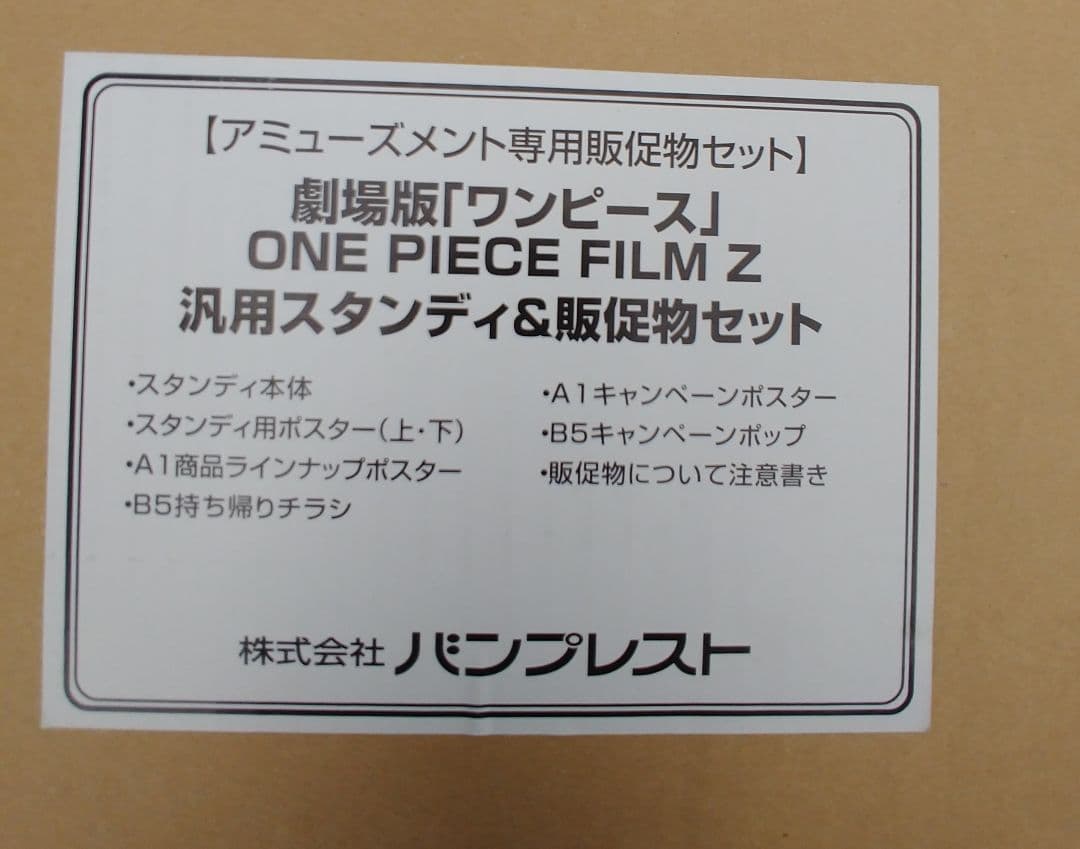 【アミューズメント専用販促物セット】
劇場版「ワンピース」
ONE PIECE FILM Z
汎用スタンディ&販促物セット
・スタンディ本体
・スタンディ用ポスター(上・下)
・A1商品ラインナップポスター
・B5持ち帰りチラシ
・A1キャンペーンポスター
・B5キャンペーンポップ
・販促物について注意書き
株式会社 バンプレスト